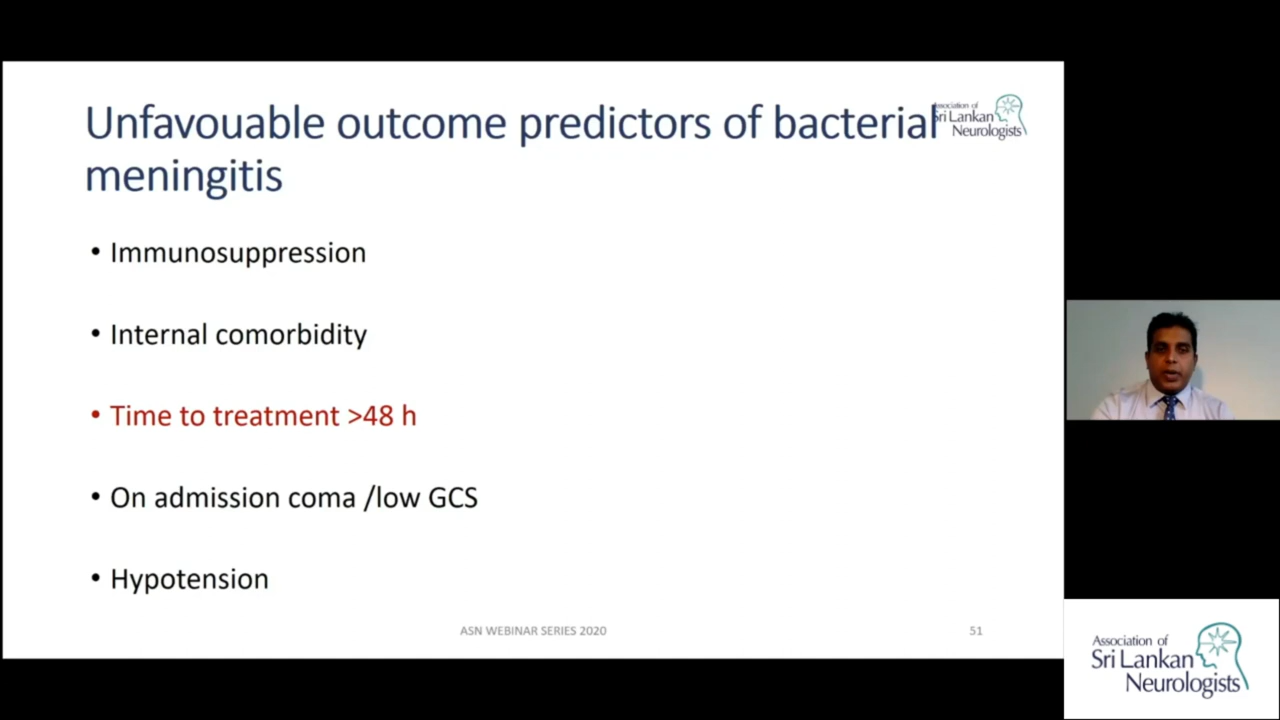 Unfavouable outcome predictors of bacterial
meningitis
Association of
Sri Lankan
Neurologists
• Immunosuppression
• Internal comorbidity
• Time to treatment >48 h
• On admission coma /low GCS
• Hypotension
ASN WEBINAR SERIES 2020
51
Association of
Sri Lankan
Neurologists